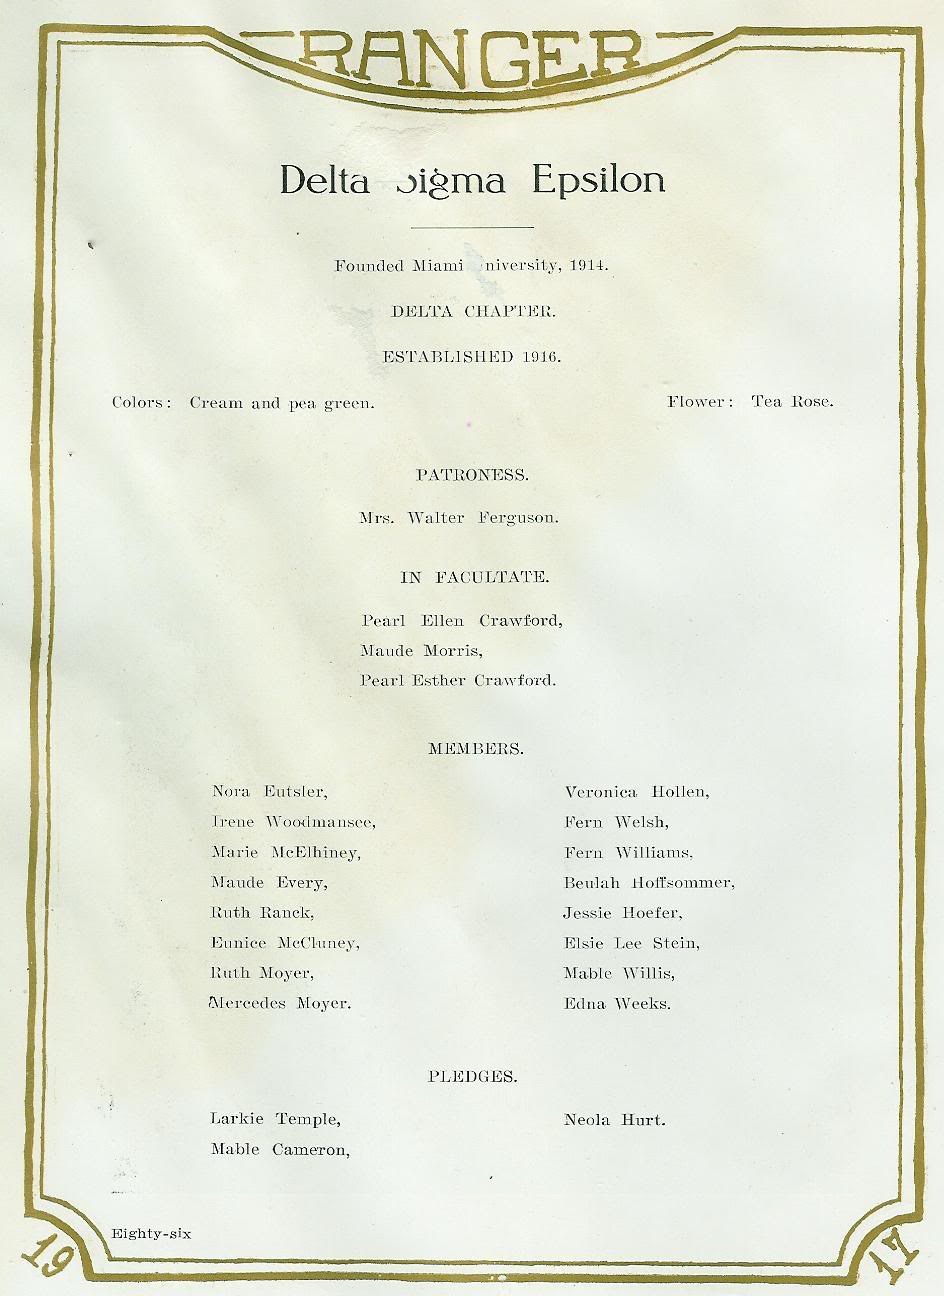 RANGER
Delta Sigma Epsilon
Founded Miami University, 1914.
DELTA CHAPTER.
ESTABLISHED 1916.
Colors: Cream and pea green.
Flower: Tea Rose.
PATRONESS.
Mrs. Walter Ferguson.
IN FACULTATE.
Pearl Ellen Crawford,
Maude Morris,
Pearl Esther Crawford.
MEMBERS.
Nora Eutsler,
Irene Woodmansee,
Marie McElhiney,
Maude Every,
Ruth Ranck,
Eunice McCluney,
Ruth Moyer,
Mercedes Moyer.
Veronica Hollen,
Fern Welsh,
Fern Williams,
Beulah Hoffsommer,
Jessie Hoefer,
Elsie Lee Stein,
Mable Willis,
Edna Weeks.
PLEDGES.
Larkie Temple,
Mable Cameron,
Neola Hurt.
Eighty-six
19
17